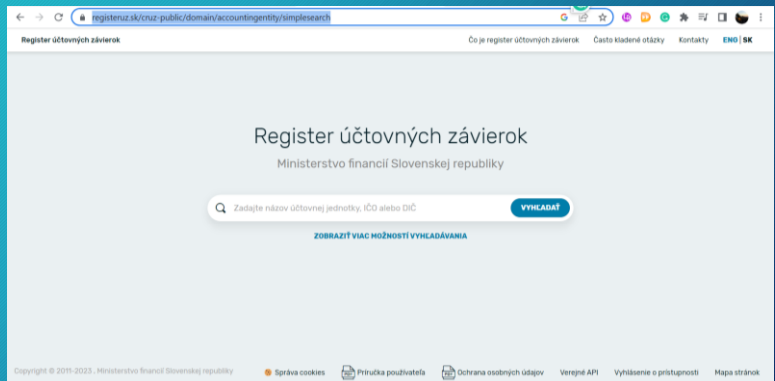 registeruz.sk/cruz-public/domain/accountingentity/simplesearch
Register účtovných závierok Čo je register účtovných závierok Často kladené otázky Kontakty ENG | SK
Register účtovných závierok
Ministerstvo financií Slovenskej republiky
Zadajte názov účtovnej jednotky, IČO alebo DIČ VYHĽADAŤ
ZOBRAZIŤ VIAC MOŽNOSTÍ VYHĽADÁVANIA
Copyright © 2011-2023 . Ministerstvo financií Slovenskej republiky Správa cookies Príručka používateľa Ochrana osobných údajov Verejné API Vyhlásenie o prístupnosti Mapa stránok